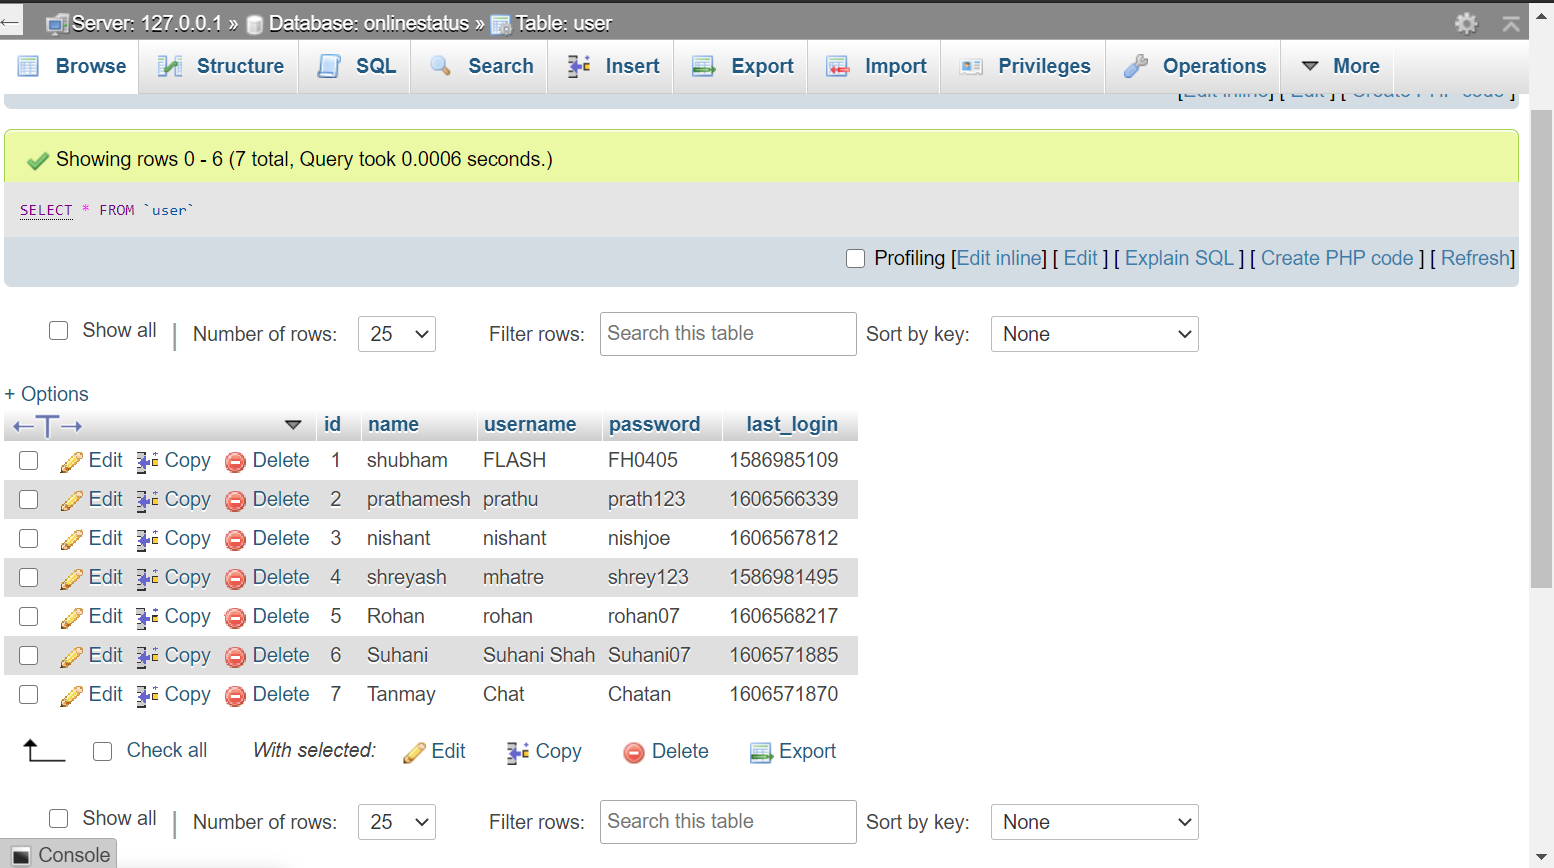 Server: 127.0.0.1 » Database: onlinestatus » Table: user
Browse Structure SQL Search Insert Export Import Privileges Operations More
[Edit inline] [ Edit ] [ Create PHP code ]
Showing rows 0 - 6 (7 total, Query took 0.0006 seconds.)
SELECT * FROM `user`
Profiling [Edit inline] [ Edit ] [ Explain SQL ] [ Create PHP code ] [ Refresh]
Show all | Number of rows: 25 Filter rows: Search this table Sort by key: None
+ Options
←T→ id name username password last_login
Edit Copy Delete 1 shubham FLASH FH0405 1586985109
Edit Copy Delete 2 prathamesh prathu prath123 1606566339
Edit Copy Delete 3 nishant nishant nishjoe 1606567812
Edit Copy Delete 4 shreyash mhatre shrey123 1586981495
Edit Copy Delete 5 Rohan rohan rohan07 1606568217
Edit Copy Delete 6 Suhani Suhani Shah Suhani07 1606571885
Edit Copy Delete 7 Tanmay Chat Chatan 1606571870
Check all With selected: Edit Copy Delete Export
Show all | Number of rows: 25 Filter rows: Search this table Sort by key: None
Console